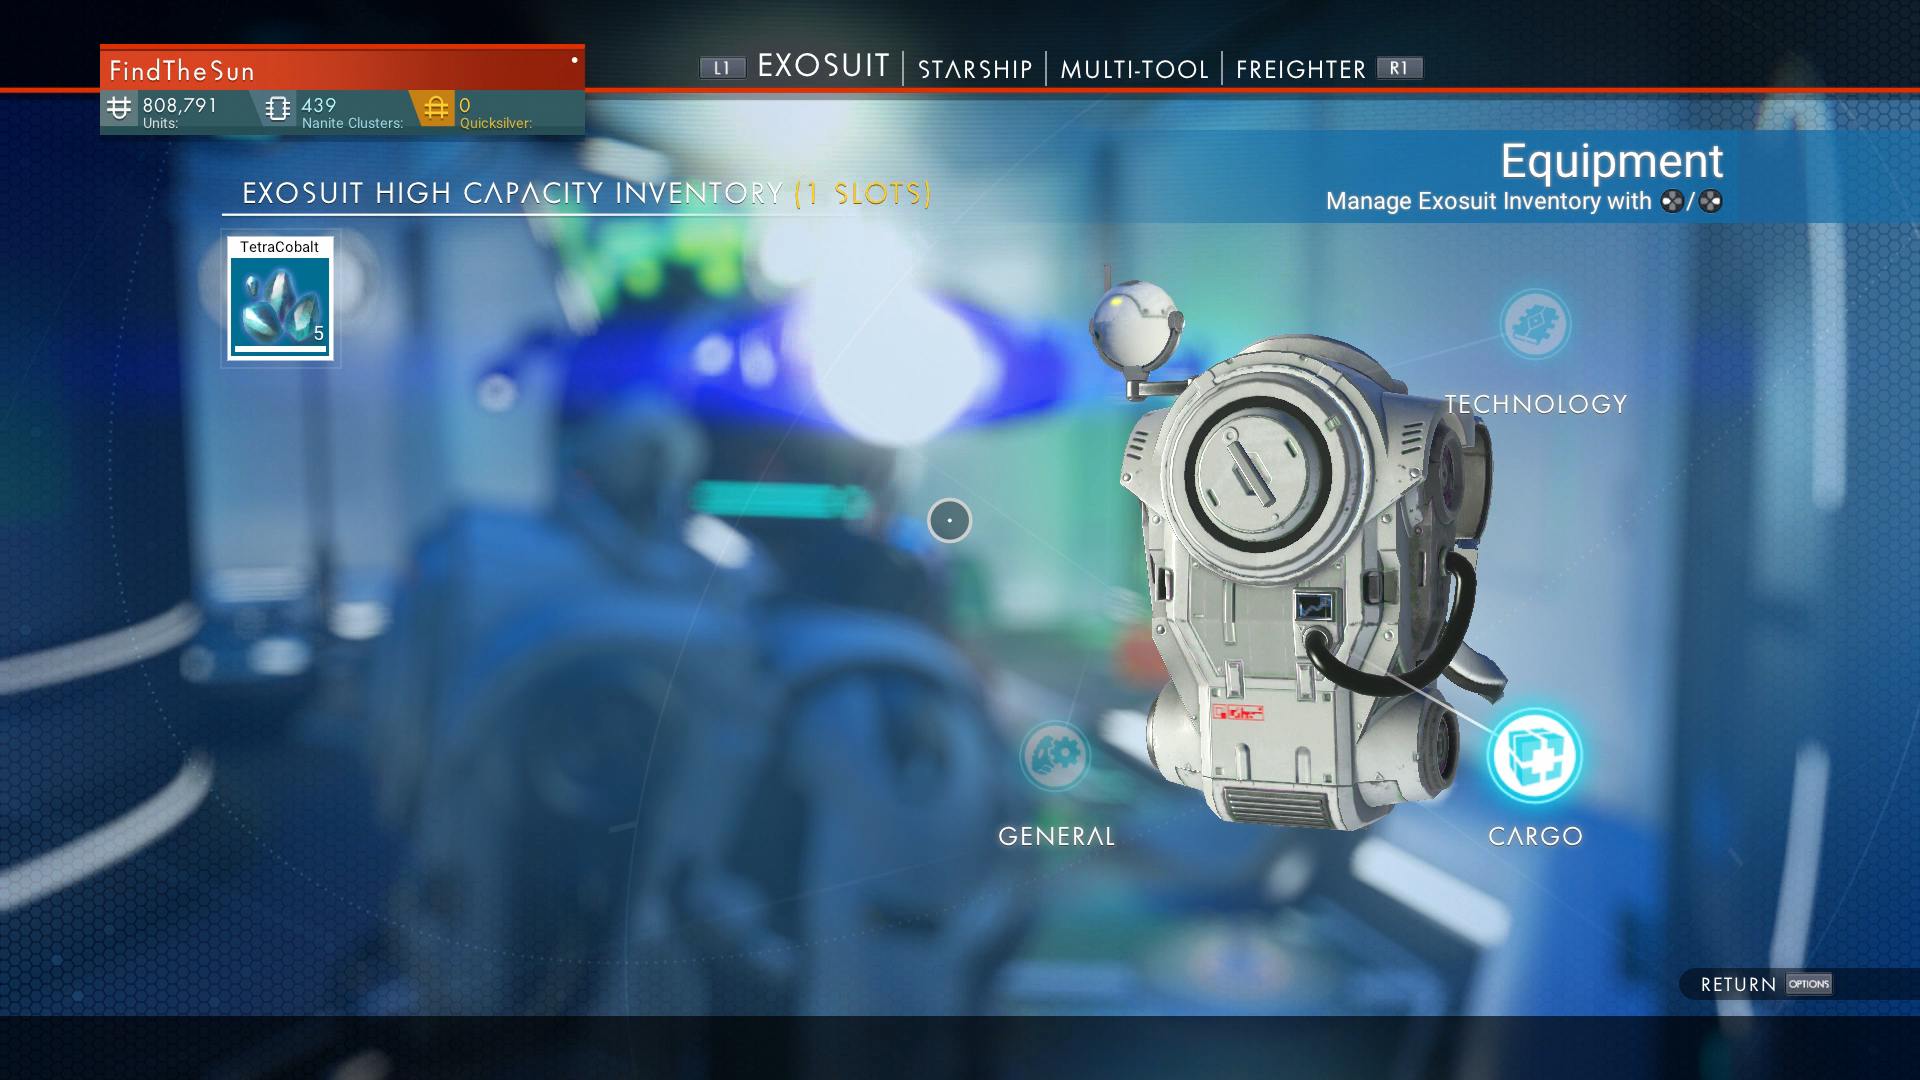 FindTheSun
808,791
Units:
439
Nanite Clusters:
0
Quicksilver:
L1 EXOSUIT STARSHIP MULTI-TOOL FREIGHTER R1
Equipment
Manage Exosuit Inventory with /
EXOSUIT HIGH CAPACITY INVENTORY (1 SLOTS)
TetraCobalt
5
TECHNOLOGY
GENERAL
CARGO
RETURN OPTIONS